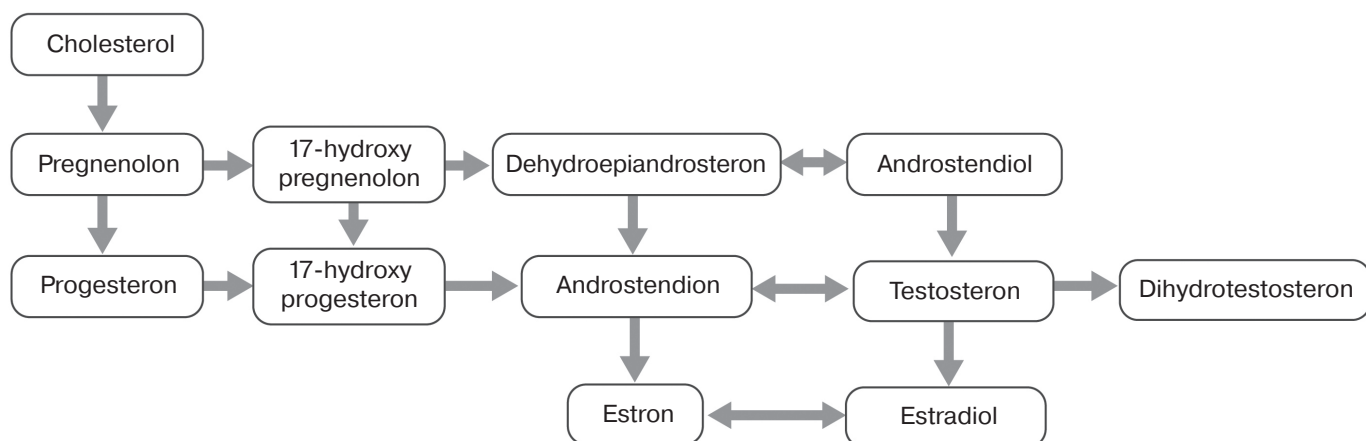 Cholesterol
Pregnenolon
17-hydroxy
pregnenolon
Dehydroepiandrosteron
Androstendiol
Progesteron
17-hydroxy
progesteron
Androstendion
Testosteron
Dihydrotestosteron
Estron
Estradiol